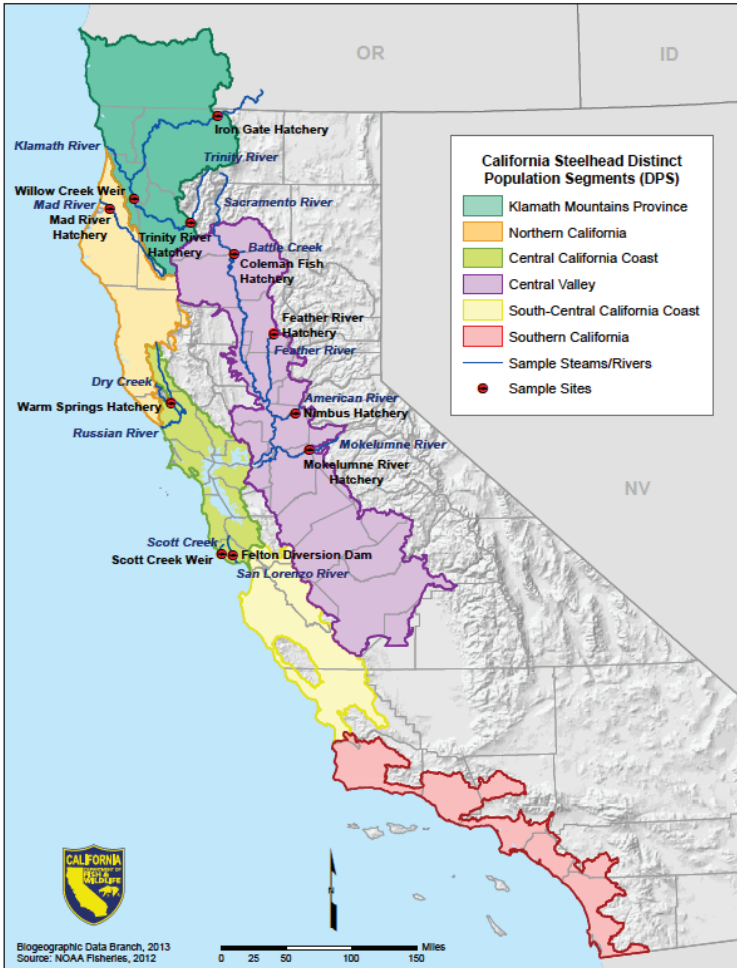 OR
ID
Iron Gate Hatchery
Klamath River
Trinity River
Willow Creek Weir
Mad River
Mad River
Hatchery
Sacramento River
Trinity River
Hatchery
Battle Creek
Coleman Fish
Hatchery
Feather River
Hatchery
Feather River
Dry Creek
American River
Warm Springs Hatchery
Nimbus Hatchery
Russian River
Mokelumne River
Mokelumne River
Hatchery
NV
Scott Creek
Scott Creek Weir
Felton Diversion Dam
San Lorenzo River
California Steelhead Distinct
Population Segments (DPS)
Klamath Mountains Province
Northern California
Central California Coast
Central Valley
South-Central California Coast
Southern California
Sample Steams/Rivers
Sample Sites
CALIFORNIA
DEPARTMENT OF
FISH &
WILDLIFE
Biogeographic Data Branch, 2013
Source: NOAA Fisheries, 2012
Miles
0 25 50 100 150